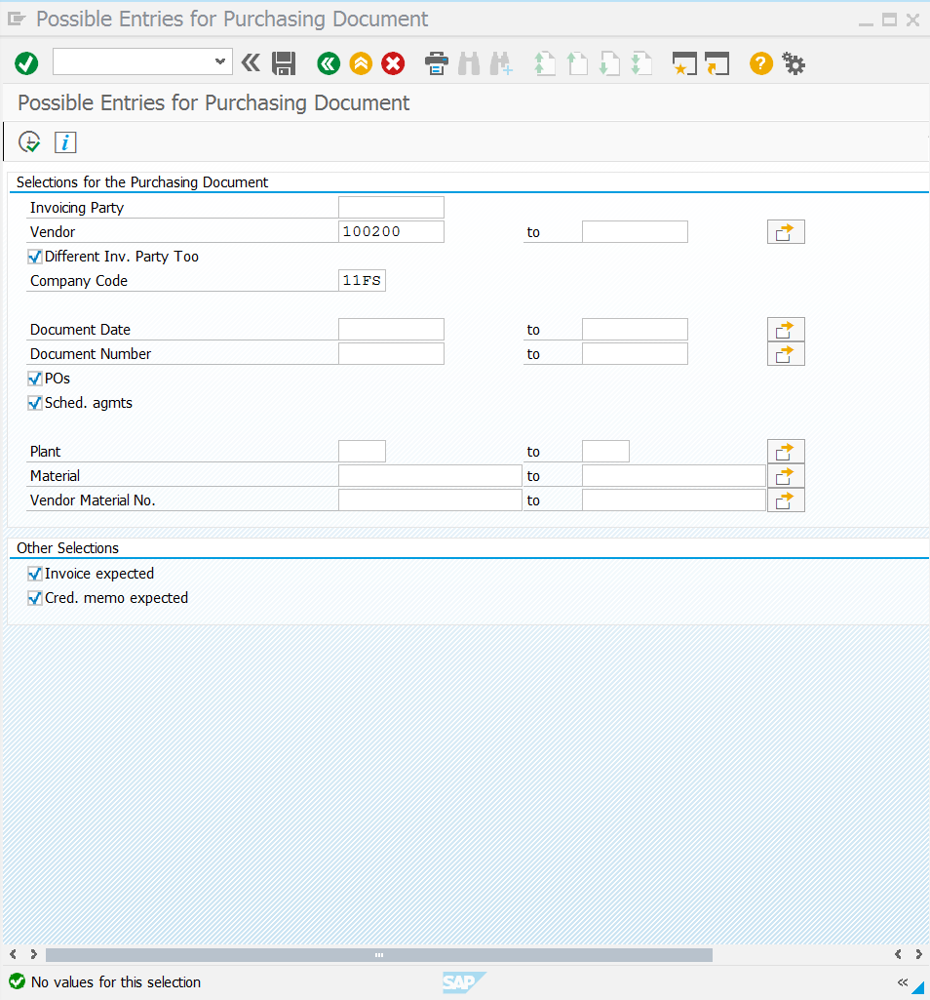 Possible Entries for Purchasing Document
Possible Entries for Purchasing Document
Selections for the Purchasing Document
Invoicing Party
Vendor 100200 to
Different Inv. Party Too
Company Code 11FS
Document Date to
Document Number to
POs
Sched. agmts
Plant to
Material to
Vendor Material No. to
Other Selections
Invoice expected
Cred. memo expected
No values for this selection SAP